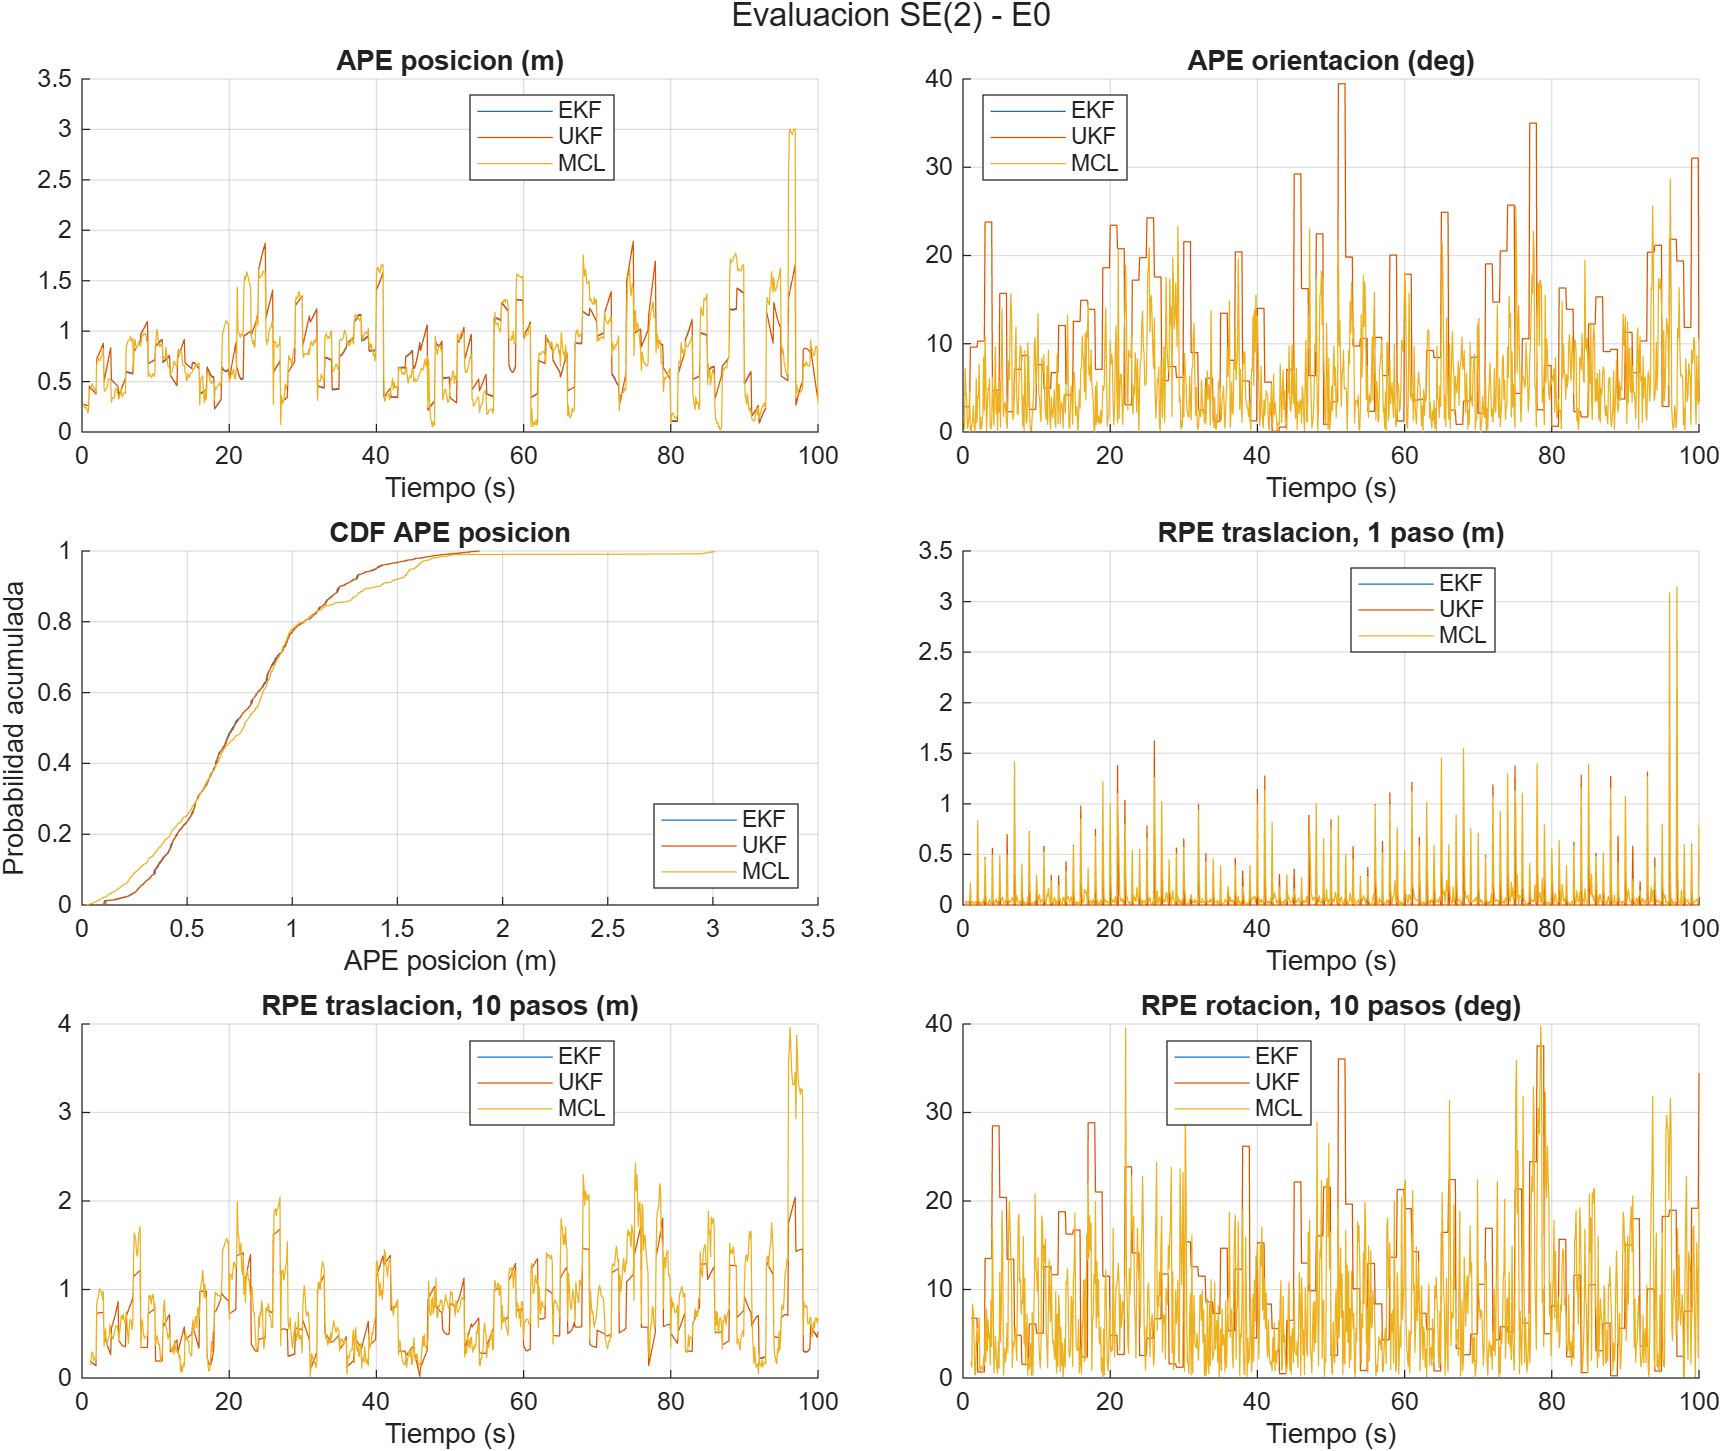 Evaluacion SE(2) - E0
APE posicion (m)
3.5
3
2.5
2
1.5
1
0.5
0
EKF
UKF
MCL
0 20 40 60 80 100
Tiempo (s)
APE orientacion (deg)
40
30
20
10
0
EKF
UKF
MCL
0 20 40 60 80 100
Tiempo (s)
CDF APE posicion
Probabilidad acumulada
1
0.8
0.6
0.4
0.2
0
EKF
UKF
MCL
0 0.5 1 1.5 2 2.5 3 3.5
APE posicion (m)
RPE traslacion, 1 paso (m)
3.5
3
2.5
2
1.5
1
0.5
0
EKF
UKF
MCL
0 20 40 60 80 100
Tiempo (s)
RPE traslacion, 10 pasos (m)
4
3
2
1
0
EKF
UKF
MCL
0 20 40 60 80 100
Tiempo (s)
RPE rotacion, 10 pasos (deg)
40
30
20
10
0
EKF
UKF
MCL
0 20 40 60 80 100
Tiempo (s)